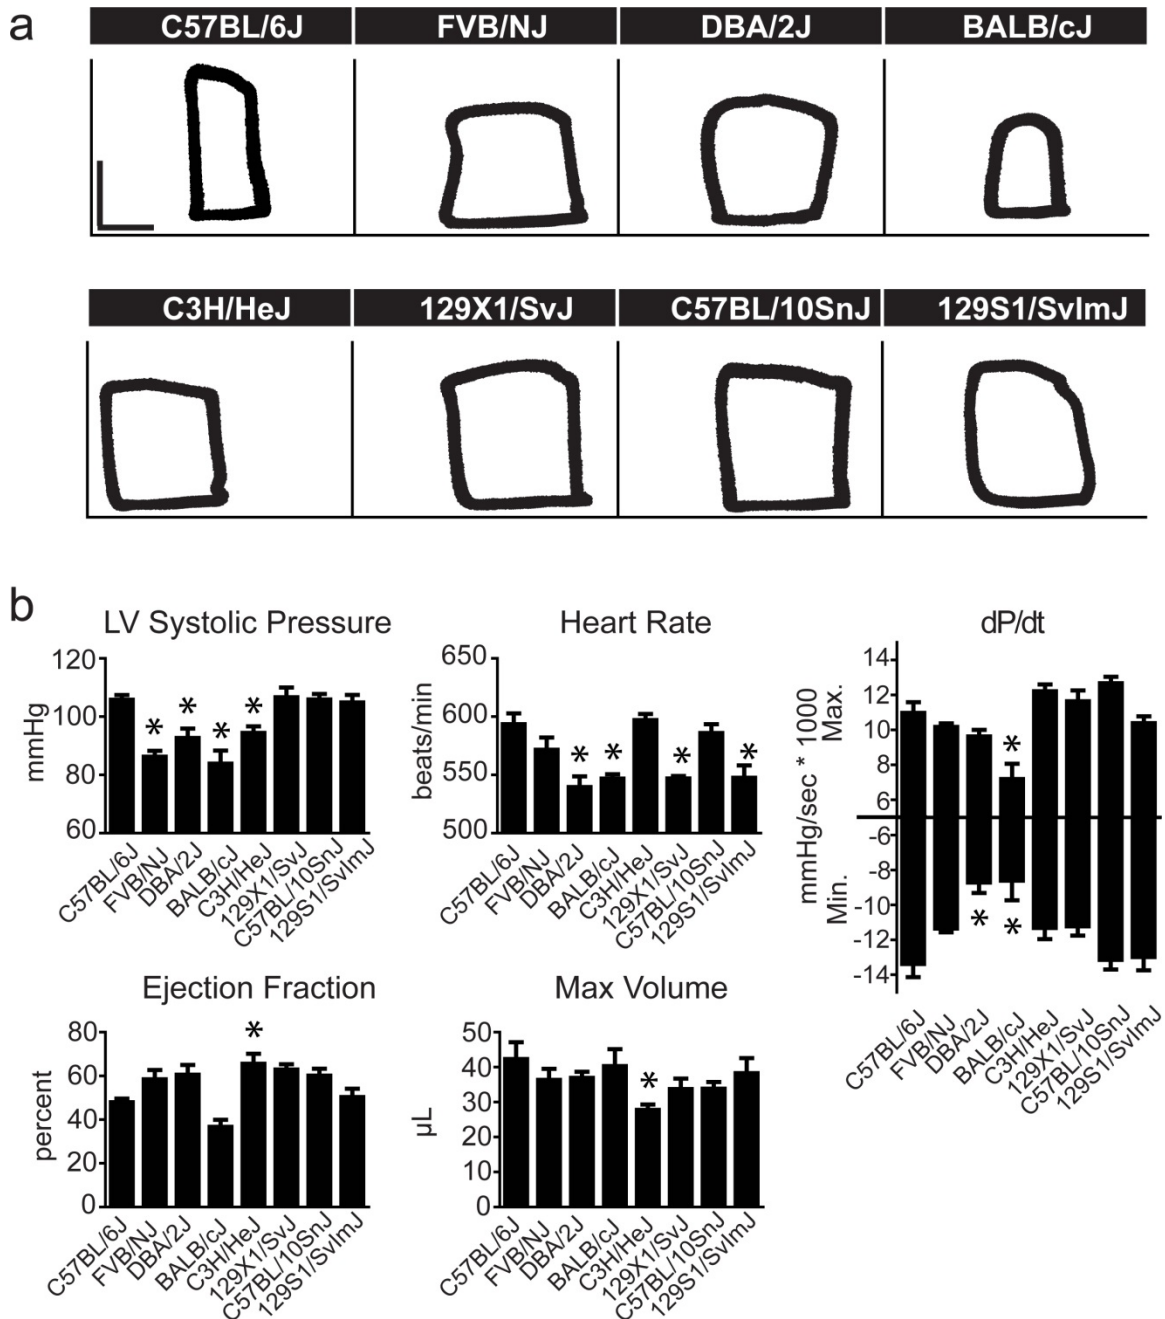 a
C57BL/6J FVB/NJ DBA/2J BALB/cJ
C3H/HeJ 129X1/SvJ C57BL/10SnJ 129S1/SvImJ
b
LV Systolic Pressure
mmHg
120
100
80
60
* * * *
C57BL/6J
FVB/NJ
DBA/2J
BALB/cJ
C3H/HeJ
129X1/SvJ
C57BL/10SnJ
129S1/SvImJ
Heart Rate
beats/min
650
600
550
500
* * * *
C57BL/6J
FVB/NJ
DBA/2J
BALB/cJ
C3H/HeJ
129X1/SvJ
C57BL/10SnJ
129S1/SvImJ
dP/dt
mmHg/sec * 1000
Min. Max.
14
12
10
8
6
-6
-8
-10
-12
-14
*
* *
C57BL/6J
FVB/NJ
DBA/2J
BALB/cJ
C3H/HeJ
129X1/SvJ
C57BL/10SnJ
129S1/SvImJ
Ejection Fraction
percent
80
60
40
20
0
*
C57BL/6J
FVB/NJ
DBA/2J
BALB/cJ
C3H/HeJ
129X1/SvJ
C57BL/10SnJ
129S1/SvImJ
Max Volume
µL
50
40
30
20
10
0
*
C57BL/6J
FVB/NJ
DBA/2J
BALB/cJ
C3H/HeJ
129X1/SvJ
C57BL/10SnJ
129S1/SvImJ